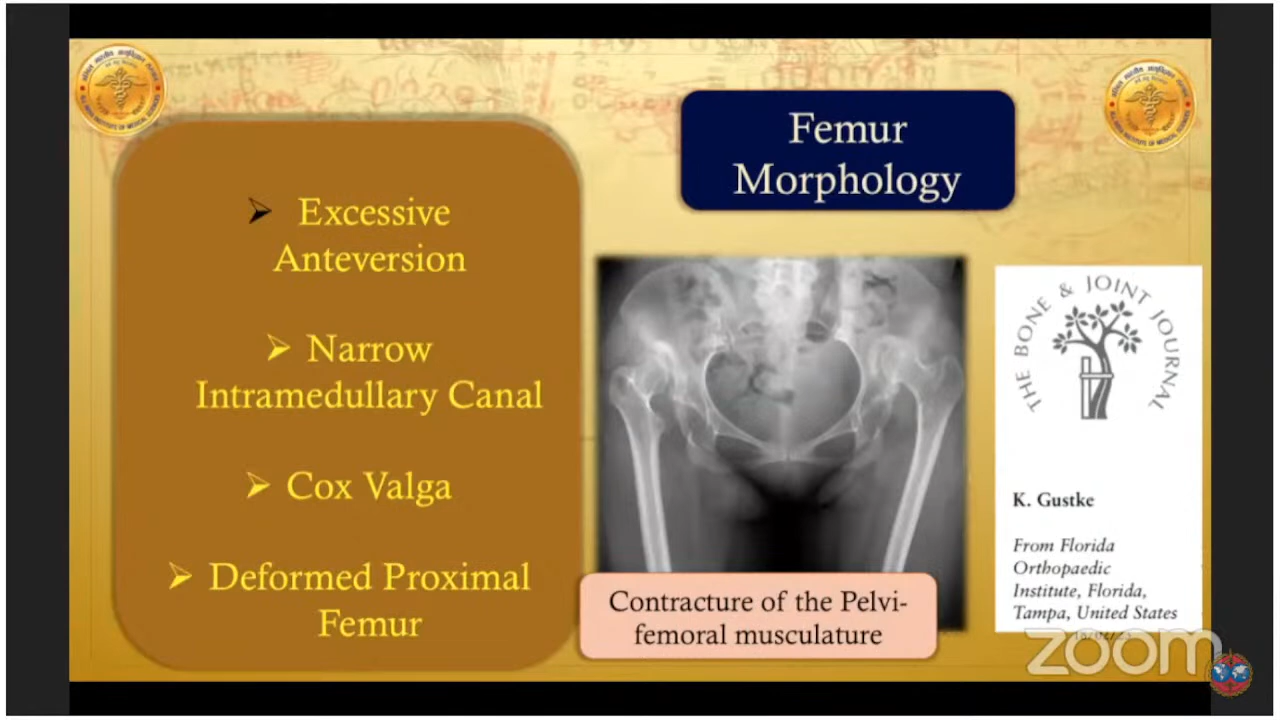 Femur
Morphology
➢ Excessive
Anteversion
➢ Narrow
Intramedullary Canal
➢ Cox Valga
➢ Deformed Proximal
Femur
Contracture of the Pelvi-
femoral musculature
THE BONE & JOINT JOURNAL
K. Gustke
From Florida
Orthopaedic
Institute, Florida,
Tampa, United States
zoom